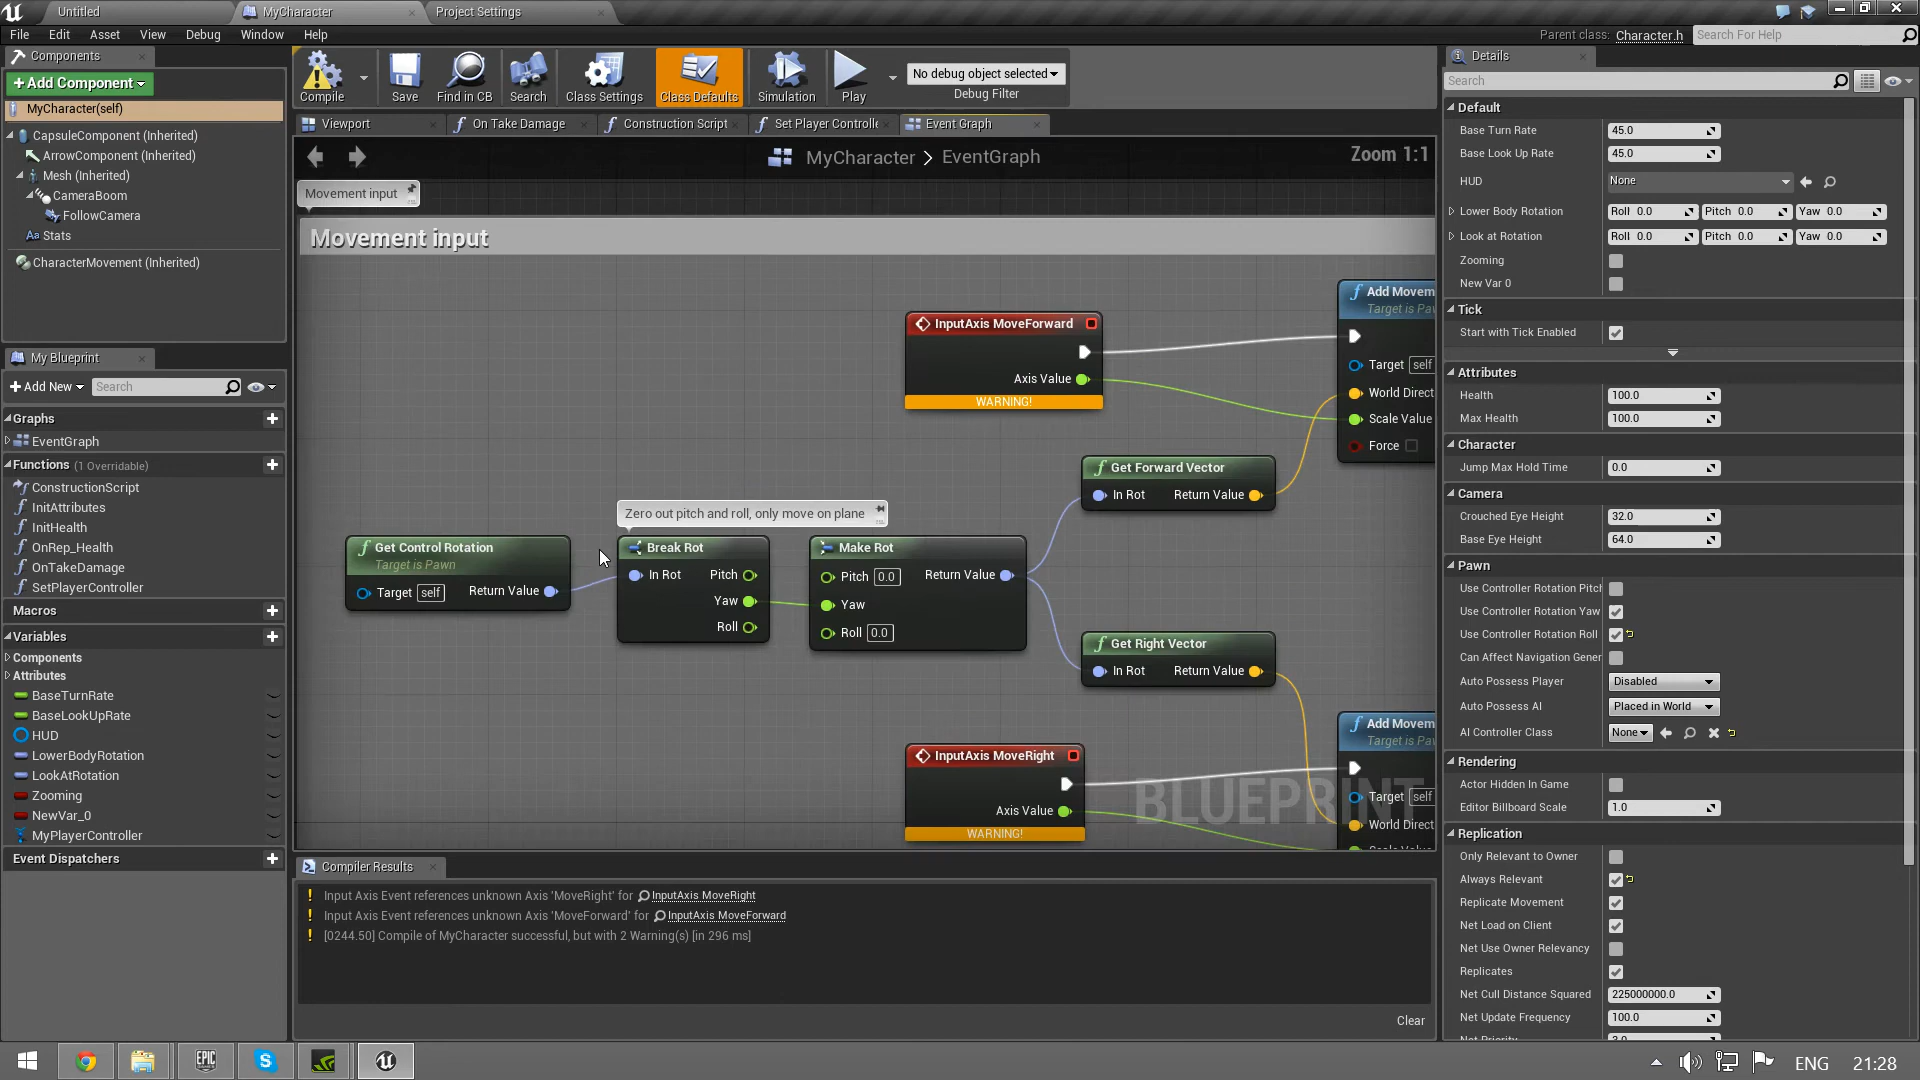 Untitled
MyCharacter
Project Settings
File Edit Asset View Debug Window Help
Parent class: Character.h
Search For Help
Components
Add Component
MyCharacter(self)
CapsuleComponent (Inherited)
ArrowComponent (Inherited)
Mesh (Inherited)
CameraBoom
FollowCamera
Aa Stats
CharacterMovement (Inherited)
My Blueprint
Add New
Search
Graphs
EventGraph
Functions (1 Overridable)
ConstructionScript
InitAttributes
InitHealth
OnRep_Health
OnTakeDamage
SetPlayerController
Macros
Variables
Components
Attributes
BaseTurnRate
BaseLookUpRate
HUD
LowerBodyRotation
LookAtRotation
Zooming
NewVar_0
MyPlayerController
Event Dispatchers
Compile
Save
Find in CB
Search
Class Settings
Class Defaults
Simulation
Play
No debug object selected
Debug Filter
Viewport
On Take Damage
Construction Script
Set Player Controlle
Event Graph
MyCharacter > EventGraph
Zoom 1:1
Movement input
Movement input
InputAxis MoveForward
Axis Value
WARNING!
Add Movem
Target is Pawn
Target self
World Direct
Scale Value
Force
Get Forward Vector
In Rot Return Value
Zero out pitch and roll, only move on plane
Get Control Rotation
Target is Pawn
Target self Return Value
Break Rot
In Rot Pitch
Yaw
Roll
Make Rot
Pitch 0.0 Return Value
Yaw
Roll 0.0
Get Right Vector
In Rot Return Value
InputAxis MoveRight
Axis Value
WARNING!
Add Movem
Target is Paw
Target self
World Direct
Scale Value
BLUEPRINT
Compiler Results
! Input Axis Event references unknown Axis 'MoveRight' for InputAxis MoveRight
! Input Axis Event references unknown Axis 'MoveForward' for InputAxis MoveForward
! [0244.50] Compile of MyCharacter successful, but with 2 Warning(s) [in 296 ms]
Clear
Details
Search
Default
Base Turn Rate 45.0
Base Look Up Rate 45.0
HUD None
Lower Body Rotation Roll 0.0 Pitch 0.0 Yaw 0.0
Look at Rotation Roll 0.0 Pitch 0.0 Yaw 0.0
Zooming
New Var 0
Tick
Start with Tick Enabled
Attributes
Health 100.0
Max Health 100.0
Character
Jump Max Hold Time 0.0
Camera
Crouched Eye Height 32.0
Base Eye Height 64.0
Pawn
Use Controller Rotation Pitch
Use Controller Rotation Yaw
Use Controller Rotation Roll
Can Affect Navigation Gener
Auto Possess Player Disabled
Auto Possess AI Placed in World
AI Controller Class None
Rendering
Actor Hidden In Game
Editor Billboard Scale 1.0
Replication
Only Relevant to Owner
Always Relevant
Replicate Movement
Net Load on Client
Net Use Owner Relevancy
Replicates
Net Cull Distance Squared 225000000.0
Net Update Frequency 100.0
Net Priority 3.0
EPIC
ENG 21:28